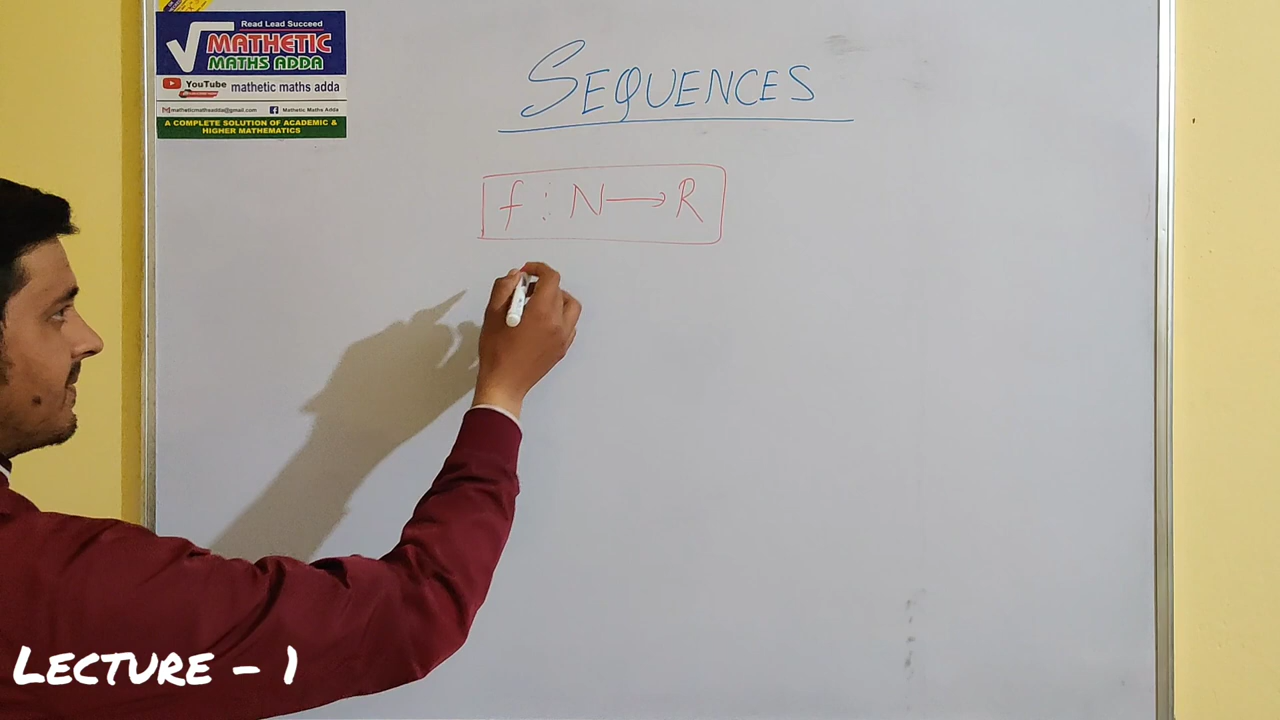 Read Lead Succeed
MATHETIC
MATHS ADDA
YouTube mathetic maths adda
matheticmathsadda@gmail.com Mathetic Maths Adda
A COMPLETE SOLUTION OF ACADEMIC &
HIGHER MATHEMATICS
SEQUENCES
f : N → R
LECTURE - 1